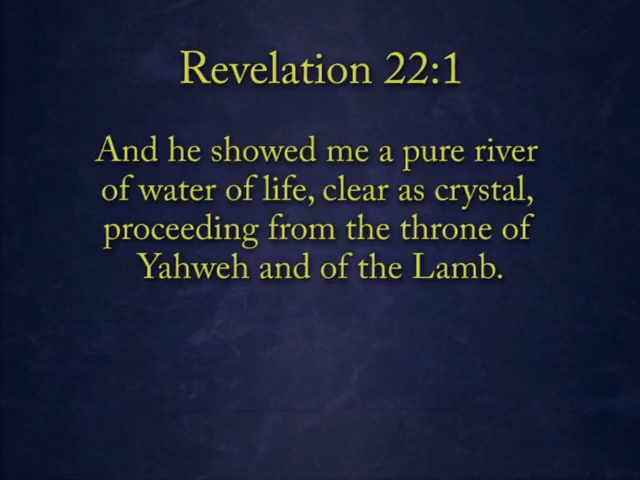 Revelation 22:1
And he showed me a pure river
of water of life, clear as crystal,
proceeding from the throne of
Yahweh and of the Lamb.